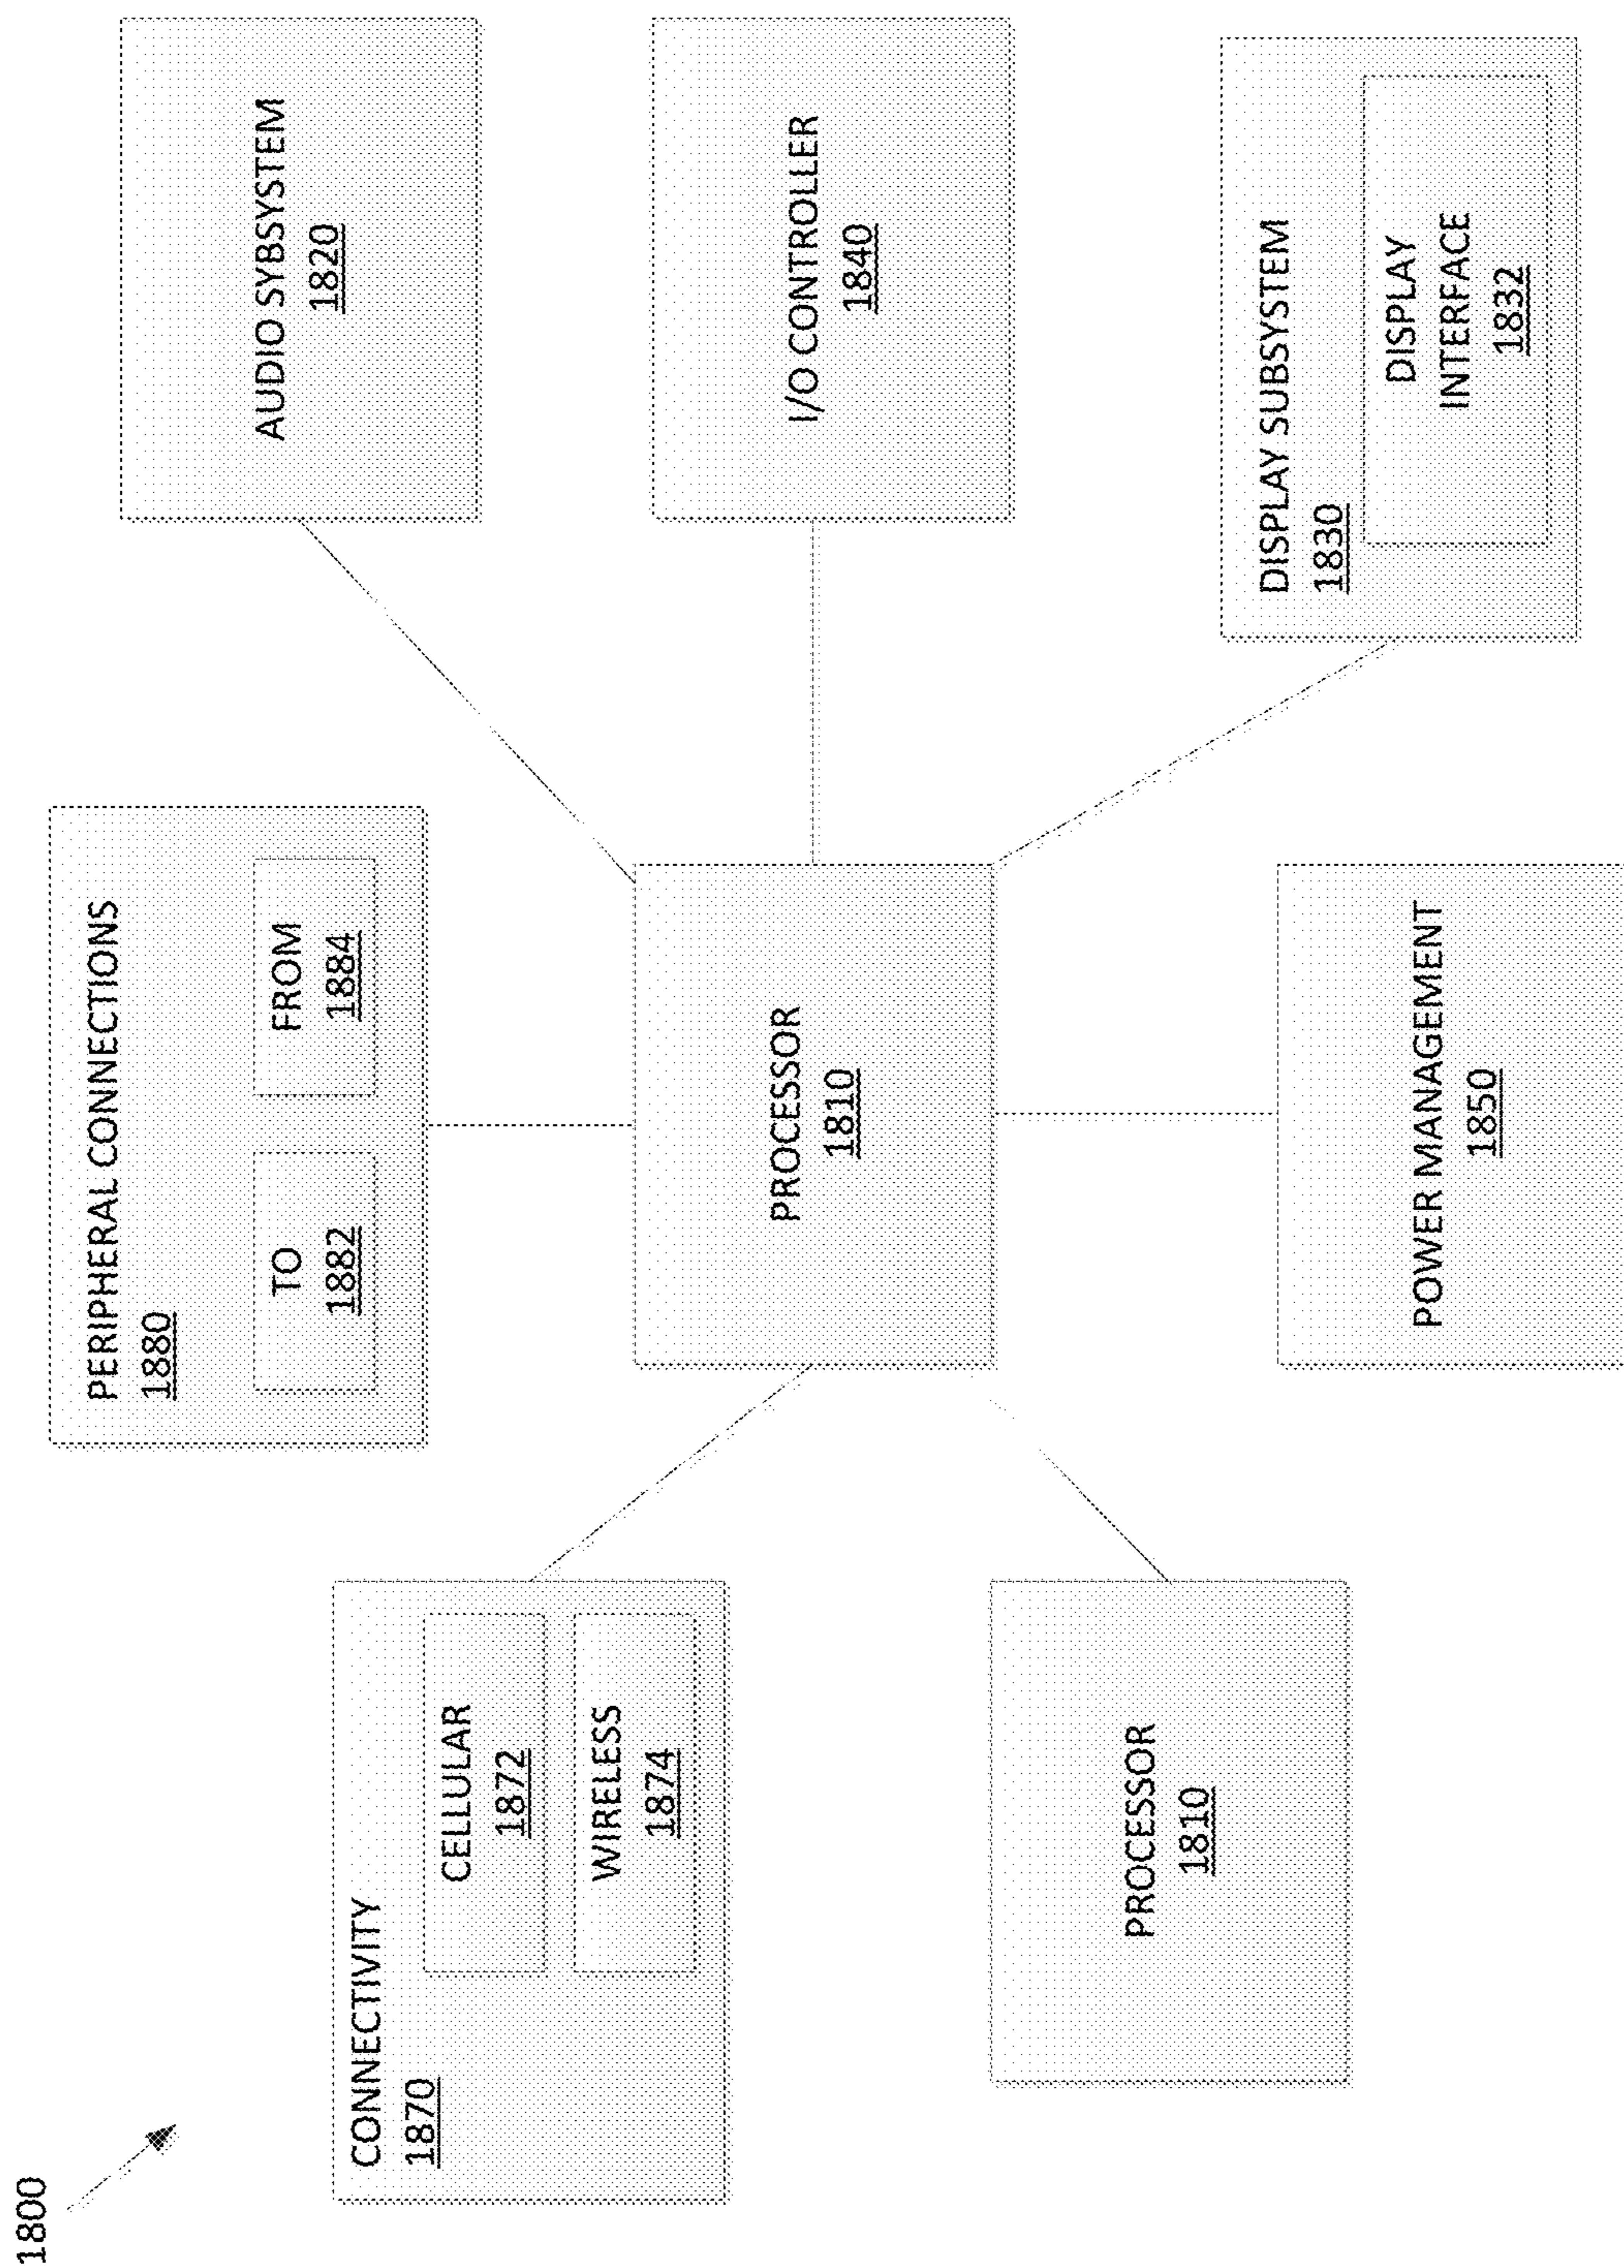 1800
PERIPHERAL CONNECTIONS
1880
TO
1882
FROM
1884
CONNECTIVITY
1870
CELLULAR
1872
WIRELESS
1874
AUDIO SYBSYSTEM
1820
PROCESSOR
1810
I/O CONTROLLER
1840
PROCESSOR
1810
POWER MANAGEMENT
1850
DISPLAY SUBSYSTEM
1830
DISPLAY
INTERFACE
1832